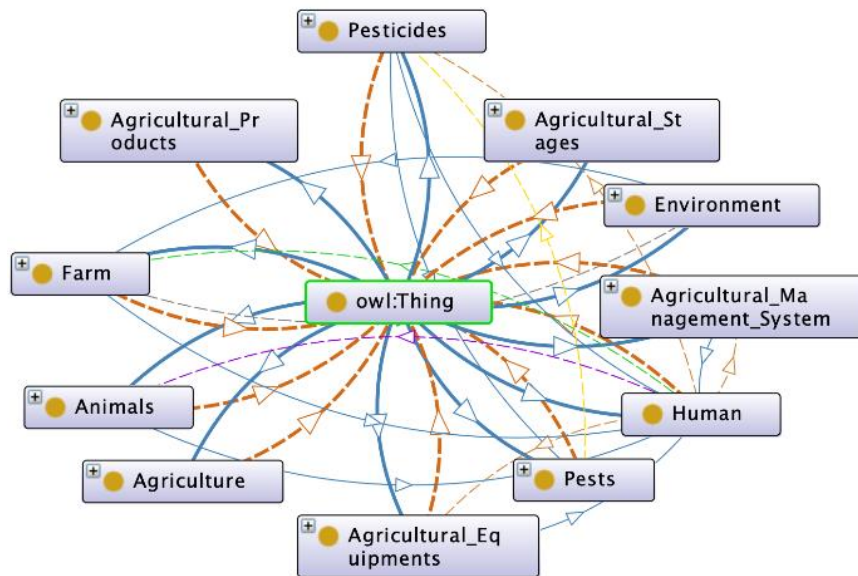 Pesticides
Agricultural_Pr
oducts
Agricultural_St
ages
Environment
Farm
owl:Thing
Agricultural_Ma
nagement_System
Animals
Human
Agriculture
Pests
Agricultural_Eq
uipments